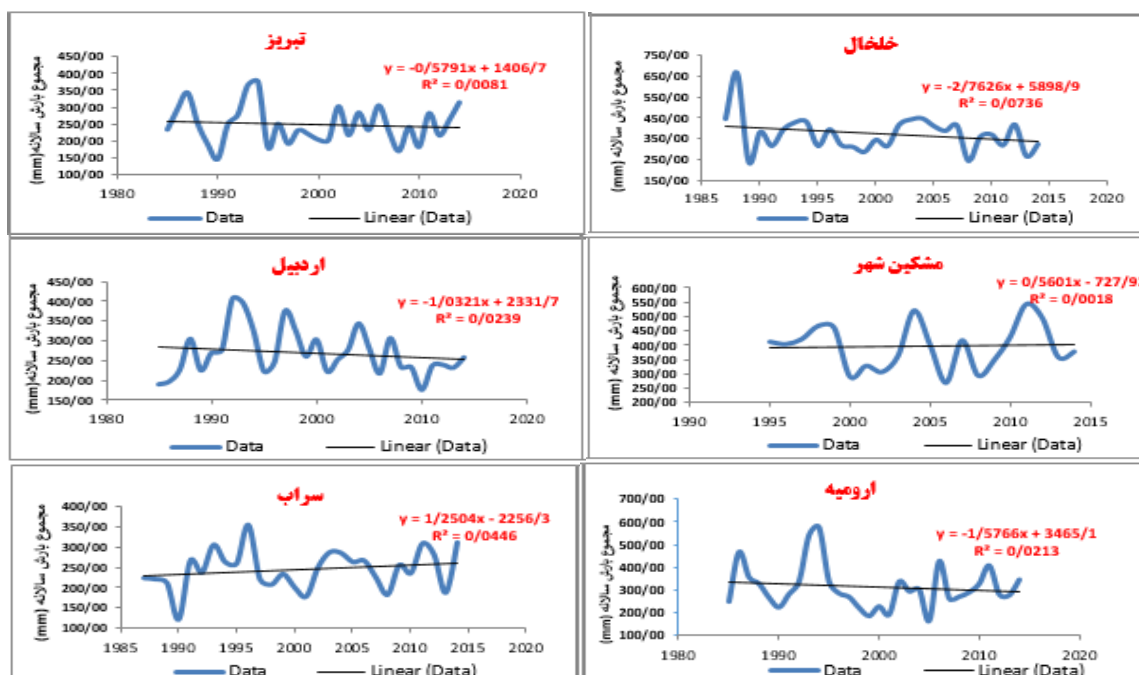 تبریز
مجموع بارش سالانه(mm)
450/00
400/00
350/00
300/00
250/00
200/00
150/00
100/00
y = -0/5791x + 1406/7
R² = 0/0081
1980 1990 2000 2010 2020
Data Linear (Data)
خلخال
مجموع بارش سالانه (mm)
750/00
650/00
550/00
450/00
350/00
250/00
150/00
y = -2/7626x + 5898/9
R² = 0/0736
1985 1990 1995 2000 2005 2010 2015 2020
Data Linear (Data)
اردبیل
مجموع بارش سالانه(mm)
450/00
400/00
350/00
300/00
250/00
200/00
150/00
y = -1/0321x + 2331/7
R² = 0/0239
1980 1990 2000 2010 2020
Data Linear (Data)
مشکین شهر
مجموع بارش سالانه (mm)
600/00
550/00
500/00
450/00
400/00
350/00
300/00
250/00
200/00
y = 0/5601x - 727/9
R² = 0/0018
1990 1995 2000 2005 2010 2015
Data Linear (Data)
سراب
مجموع بارش سالانه (mm)
400/00
350/00
300/00
250/00
200/00
150/00
100/00
y = 1/2504x - 2256/3
R² = 0/0446
1985 1990 1995 2000 2005 2010 2015 2020
Data Linear (Data)
ارومیه
مجموع بارش سالانه (mm)
700/00
600/00
500/00
400/00
300/00
200/00
100/00
y = -1/5766x + 3465/1
R² = 0/0213
1980 1990 2000 2010 2020
Data Linear (Data)